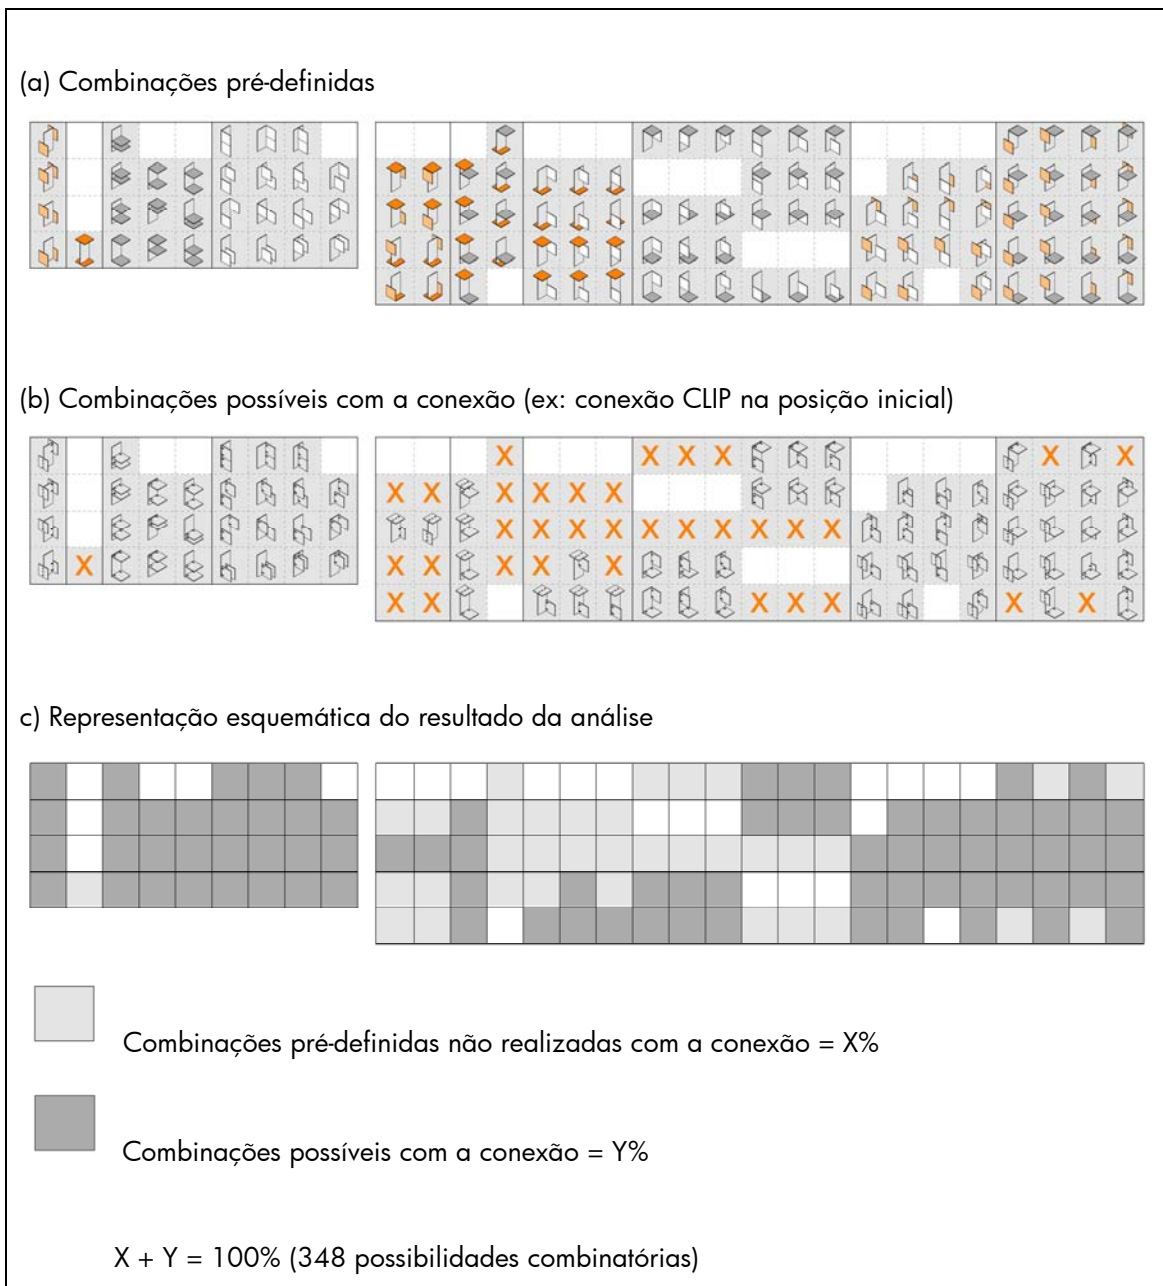 (a) Combinações pré-definidas
(b) Combinações possíveis com a conexão (ex: conexão CLIP na posição inicial)
X
X X X
X X
X X X X X X
X X X X X X X X X X
X
X X X X X
X X X X X X X
c) Representação esquemática do resultado da análise
Combinações pré-definidas não realizadas com a conexão = X%
Combinações possíveis com a conexão = Y%
X + Y = 100% (348 possibilidades combinatórias)